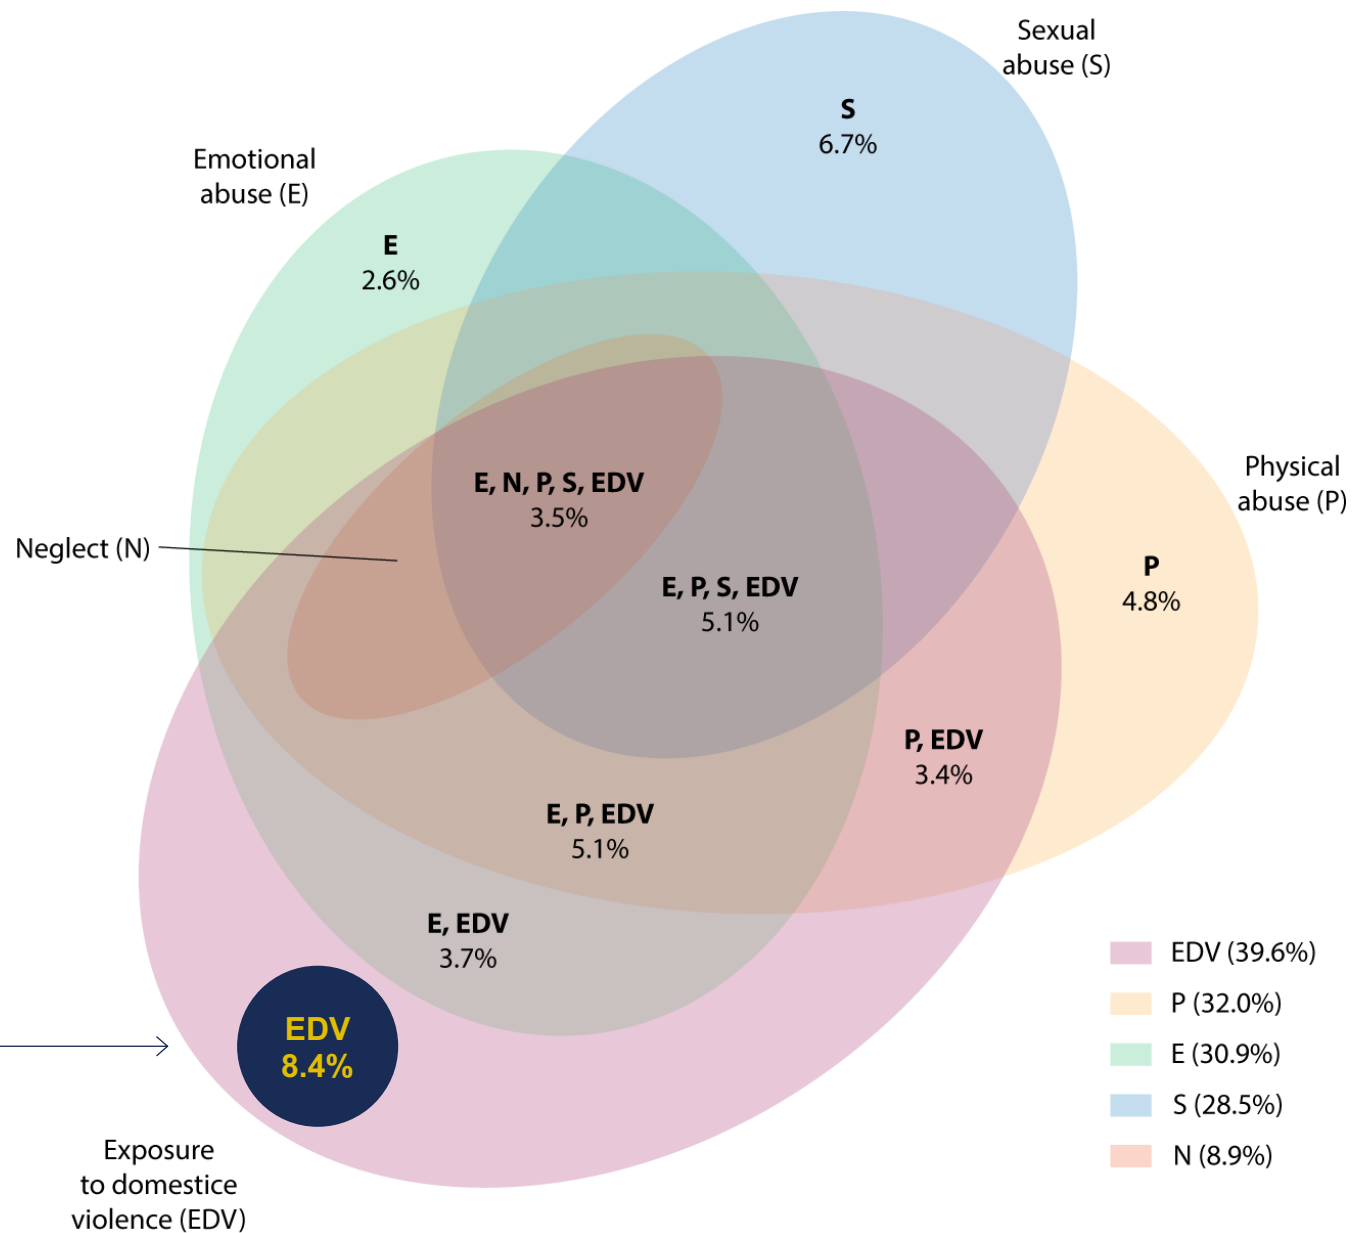 Sexual
abuse (S)
S
6.7%
Emotional
abuse (E)
E
2.6%
Physical
abuse (P)
E, N, P, S, EDV
3.5%
Neglect (N)
E, P, S, EDV
5.1%
P
4.8%
P, EDV
3.4%
E, P, EDV
5.1%
E, EDV
3.7%
EDV
8.4%
Exposure
to domestice
violence (EDV)
EDV (39.6%)
P (32.0%)
E (30.9%)
S (28.5%)
N (8.9%)